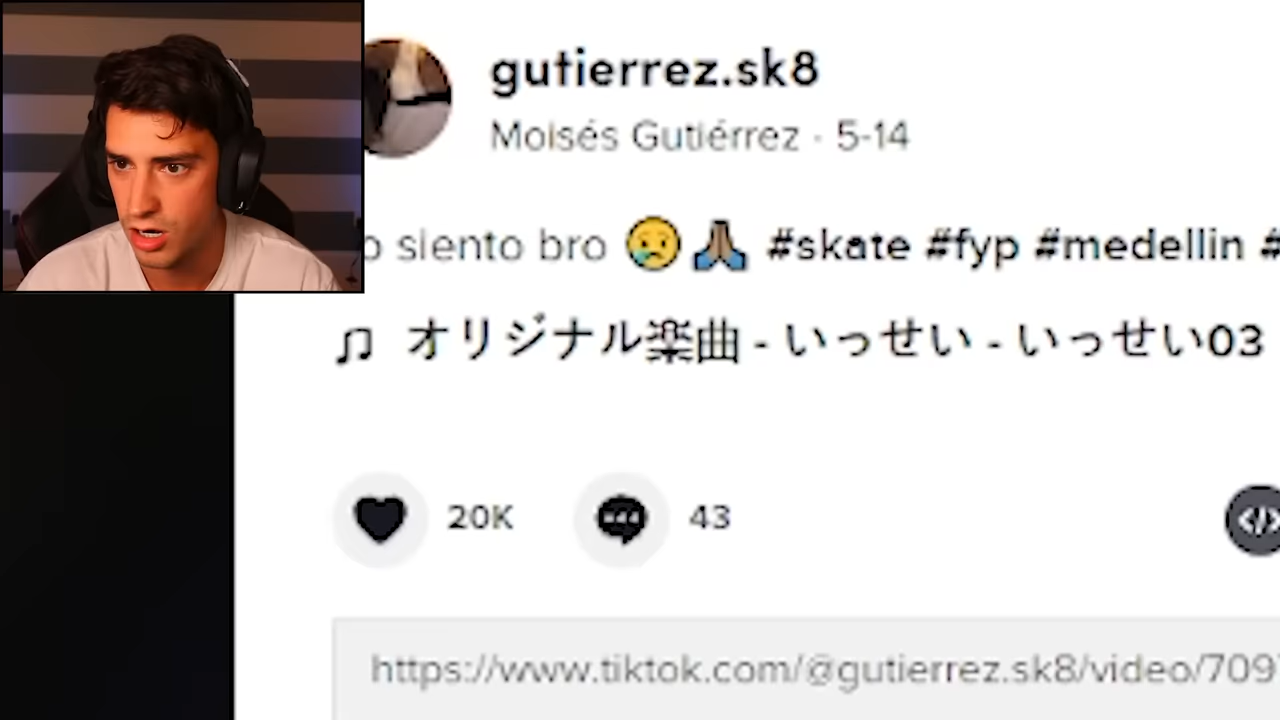 gutierrez.sk8
Moisés Gutiérrez · 5-14
o siento bro 😢🙏🏽 #skate #fyp #medellin #
♫ オリジナル楽曲 - いっせい - いっせい03
20K 43
https://www.tiktok.com/@gutierrez.sk8/video/709